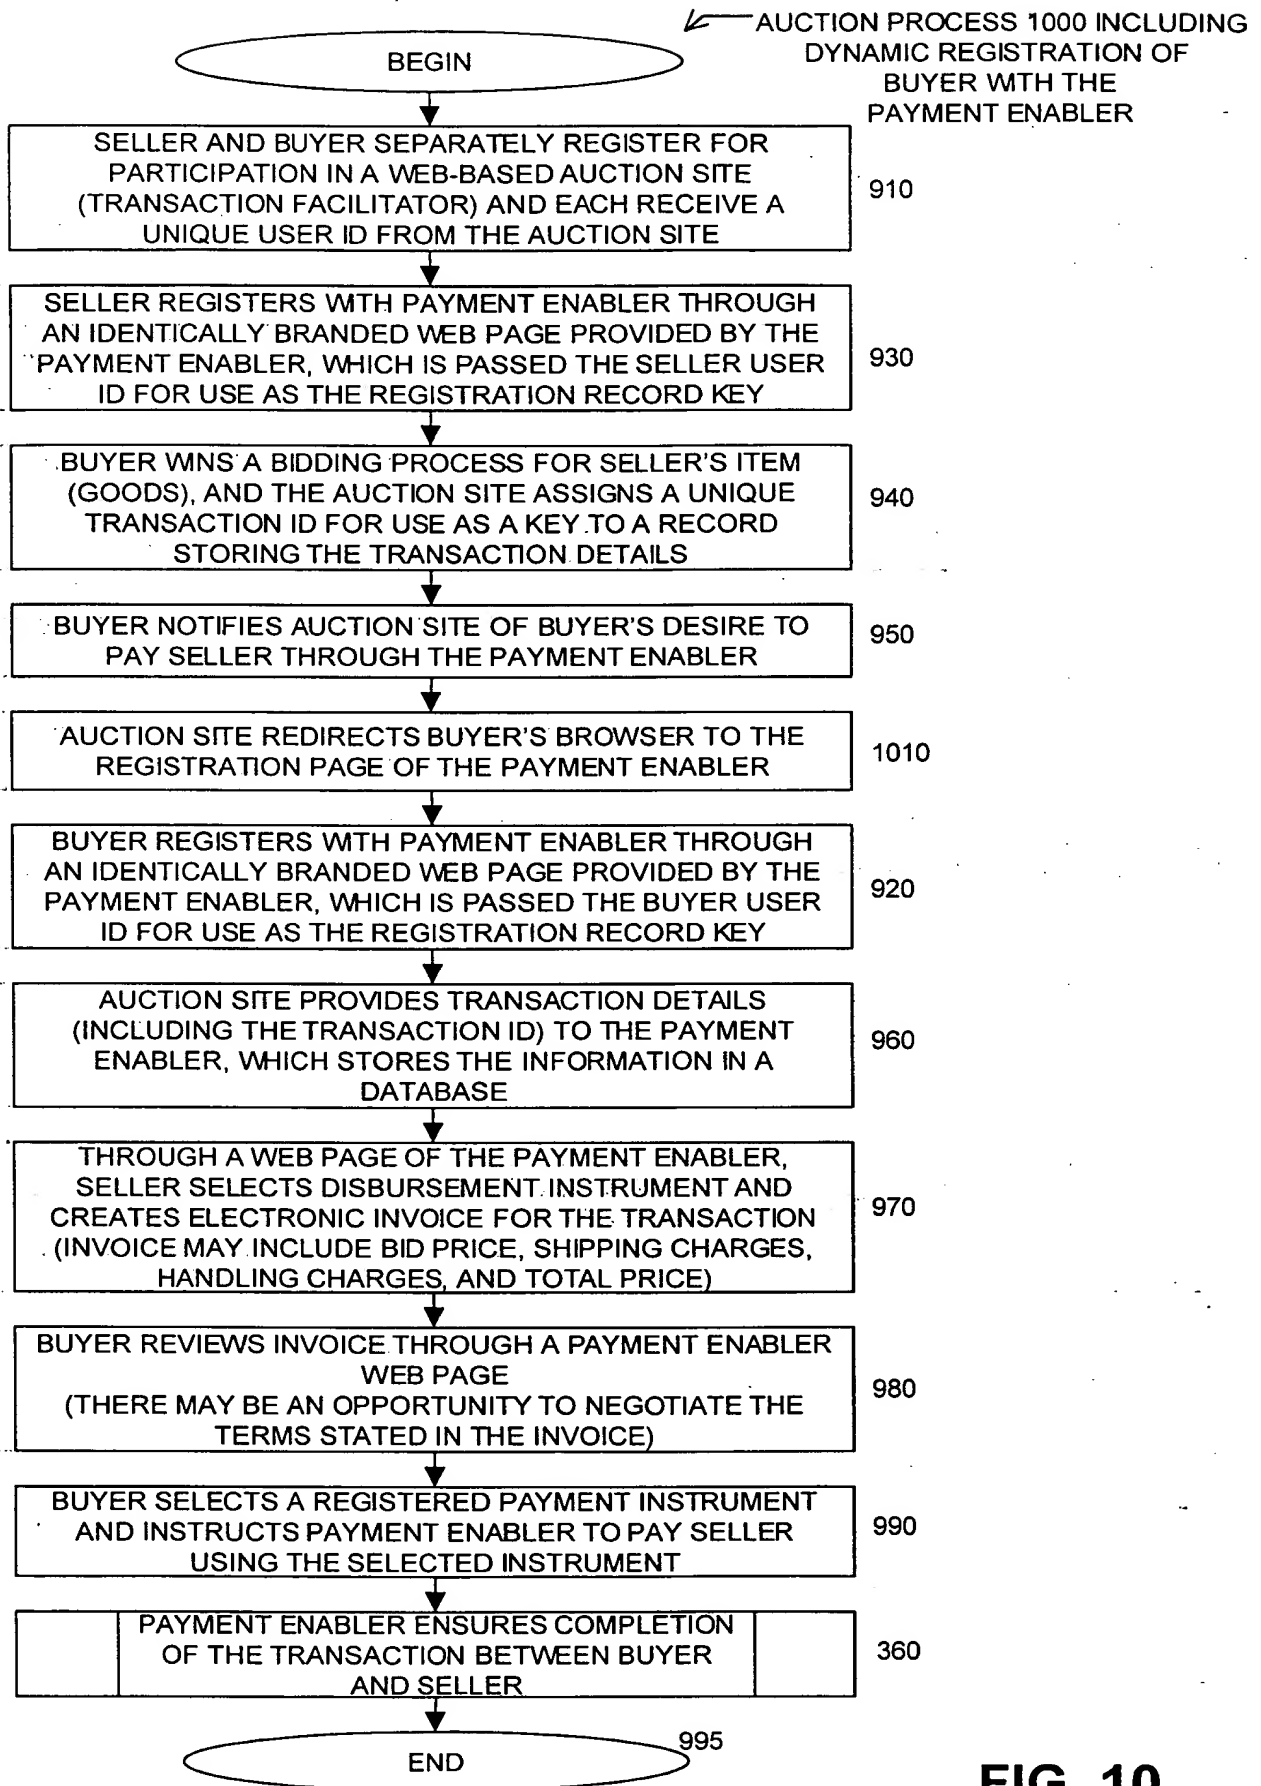 AUCTION PROCESS 1000 INCLUDING
DYNAMIC REGISTRATION OF
BUYER WITH THE
PAYMENT ENABLER
BEGIN
SELLER AND BUYER SEPARATELY REGISTER FOR
PARTICIPATION IN A WEB-BASED AUCTION SITE
(TRANSACTION FACILITATOR) AND EACH RECEIVE A
UNIQUE USER ID FROM THE AUCTION SITE
910
SELLER REGISTERS WITH PAYMENT ENABLER THROUGH
AN IDENTICALLY BRANDED WEB PAGE PROVIDED BY THE
PAYMENT ENABLER, WHICH IS PASSED THE SELLER USER
ID FOR USE AS THE REGISTRATION RECORD KEY
930
BUYER WINS A BIDDING PROCESS FOR SELLER'S ITEM
(GOODS), AND THE AUCTION SITE ASSIGNS A UNIQUE
TRANSACTION ID FOR USE AS A KEY TO A RECORD
STORING THE TRANSACTION DETAILS
940
BUYER NOTIFIES AUCTION SITE OF BUYER'S DESIRE TO
PAY SELLER THROUGH THE PAYMENT ENABLER
950
AUCTION SITE REDIRECTS BUYER'S BROWSER TO THE
REGISTRATION PAGE OF THE PAYMENT ENABLER
1010
BUYER REGISTERS WITH PAYMENT ENABLER THROUGH
AN IDENTICALLY BRANDED WEB PAGE PROVIDED BY THE
PAYMENT ENABLER, WHICH IS PASSED THE BUYER USER
ID FOR USE AS THE REGISTRATION RECORD KEY
920
AUCTION SITE PROVIDES TRANSACTION DETAILS
(INCLUDING THE TRANSACTION ID) TO THE PAYMENT
ENABLER, WHICH STORES THE INFORMATION IN A
DATABASE
960
THROUGH A WEB PAGE OF THE PAYMENT ENABLER,
SELLER SELECTS DISBURSEMENT INSTRUMENT AND
CREATES ELECTRONIC INVOICE FOR THE TRANSACTION
(INVOICE MAY INCLUDE BID PRICE, SHIPPING CHARGES,
HANDLING CHARGES, AND TOTAL PRICE)
970
BUYER REVIEWS INVOICE THROUGH A PAYMENT ENABLER
WEB PAGE
(THERE MAY BE AN OPPORTUNITY TO NEGOTIATE THE
TERMS STATED IN THE INVOICE)
980
BUYER SELECTS A REGISTERED PAYMENT INSTRUMENT
AND INSTRUCTS PAYMENT ENABLER TO PAY SELLER
USING THE SELECTED INSTRUMENT
990
PAYMENT ENABLER ENSURES COMPLETION
OF THE TRANSACTION BETWEEN BUYER
AND SELLER
360
END
995
FIG. 10